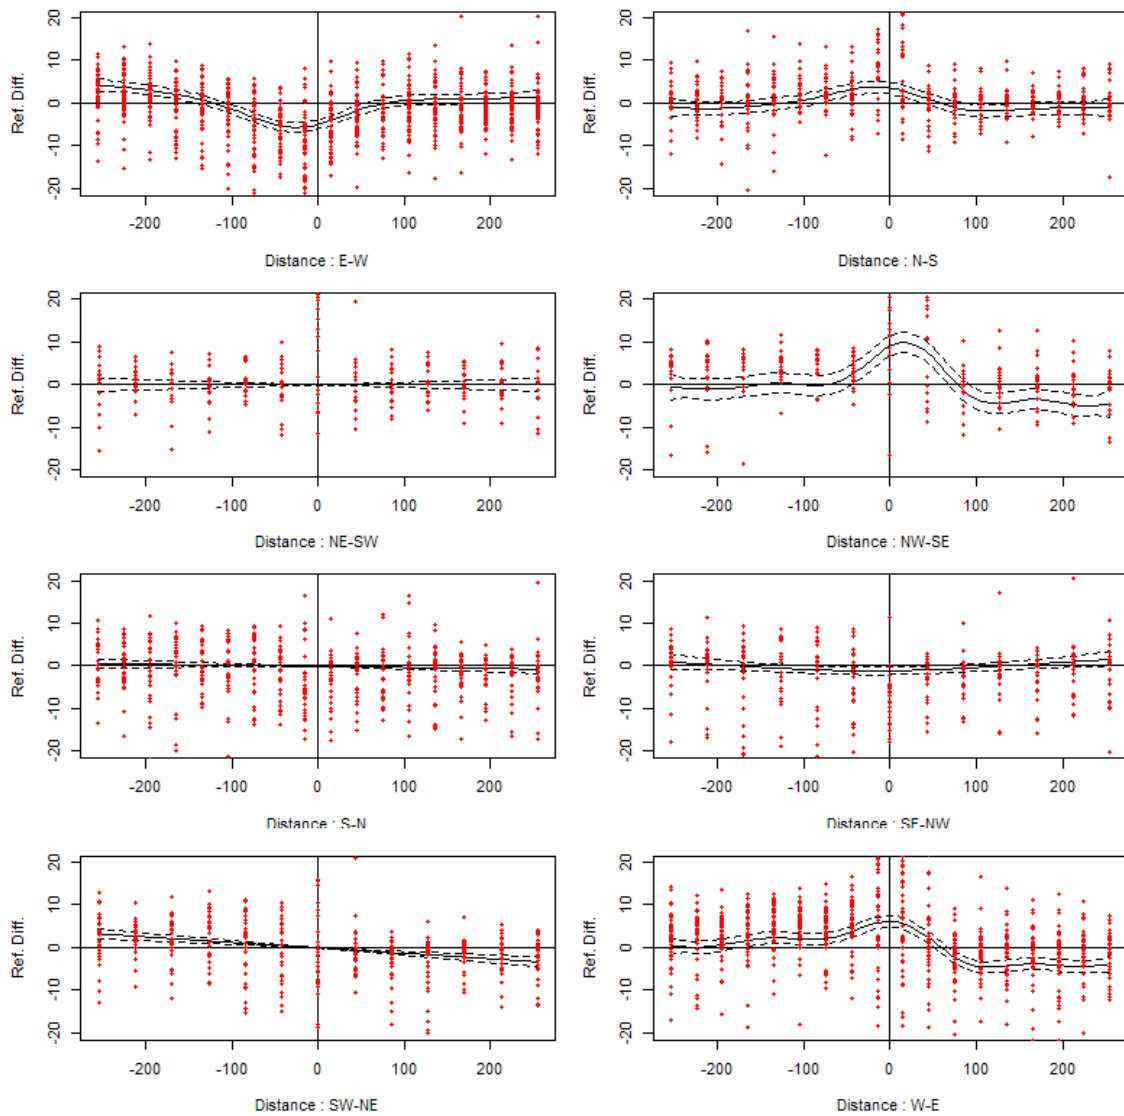 Ref. Diff.
20
10
0
-10
-20
-200 -100 0 100 200
Distance : E-W
Ref. Diff.
20
10
0
-10
-20
-200 -100 0 100 200
Distance : N-S
Ref. Diff.
20
10
0
-10
-20
-200 -100 0 100 200
Distance : NE-SW
Ref. Diff.
20
10
0
-10
-20
-200 -100 0 100 200
Distance : NW-SE
Ref. Diff.
20
10
0
-10
-20
-200 -100 0 100 200
Distance : S-N
Ref. Diff.
20
10
0
-10
-20
-200 -100 0 100 200
Distance : SE-NW
Ref. Diff.
20
10
0
-10
-20
-200 -100 0 100 200
Distance : SW-NE
Ref. Diff.
20
10
0
-10
-20
-200 -100 0 100 200
Distance : W-E